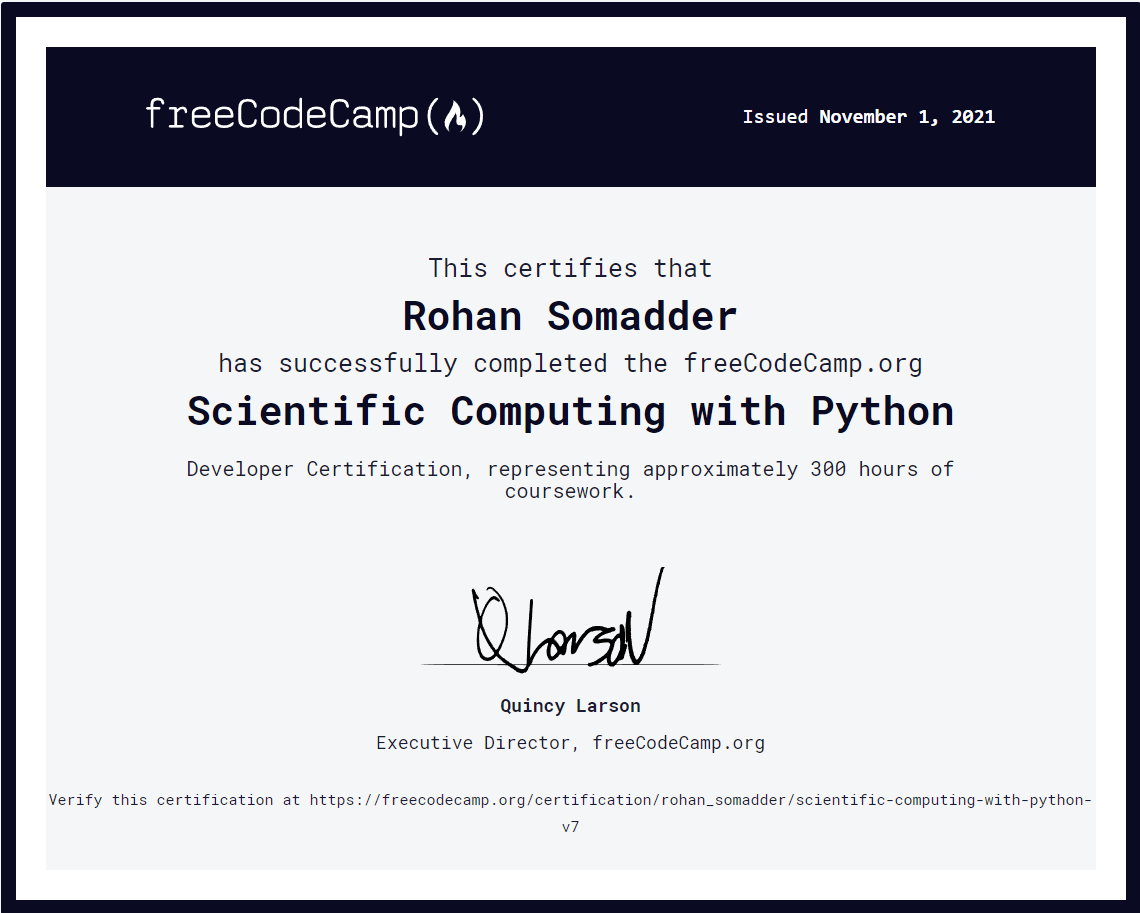 freeCodeCamp
Issued November 1, 2021
This certifies that
Rohan Somadder
has successfully completed the freeCodeCamp.org
Scientific Computing with Python
Developer Certification, representing approximately 300 hours of
coursework.
Q Larson
Quincy Larson
Executive Director, freeCodeCamp.org
Verify this certification at https://freecodecamp.org/certification/rohan_somadder/scientific-computing-with-python-
v7